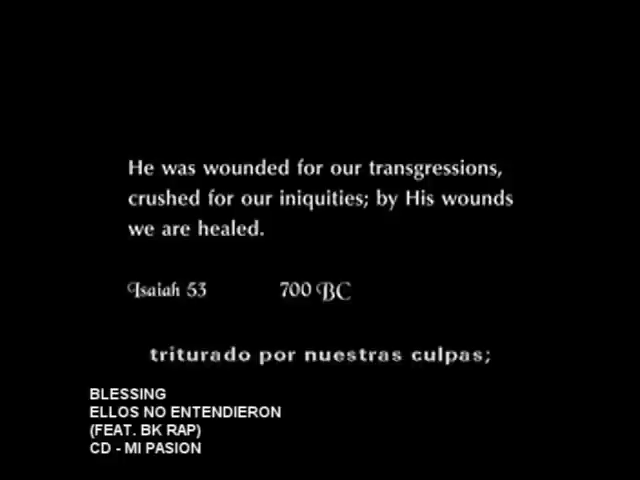 He was wounded for our transgressions,
crushed for our iniquities; by His wounds
we are healed.
Isaiah 53 700 BC
triturado por nuestras culpas;
BLESSING
ELLOS NO ENTENDIERON
(FEAT. BK RAP)
CD - MI PASION